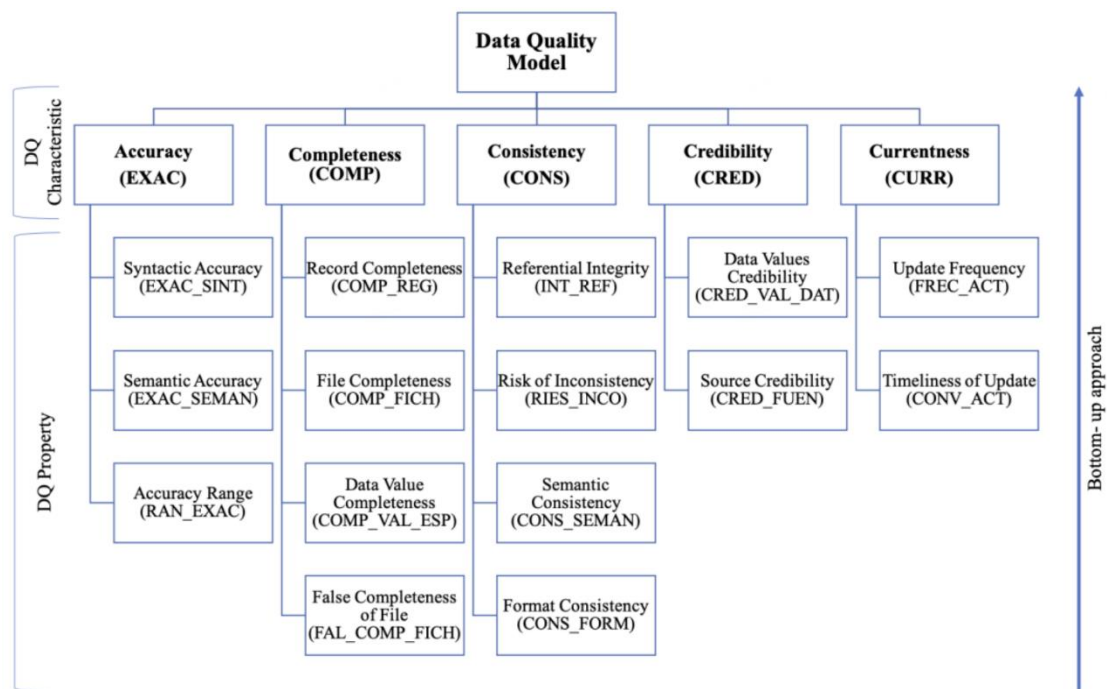 Data Quality
Model
DQ
Characteristic
Accuracy
(EXAC)
Completeness
(COMP)
Consistency
(CONS)
Credibility
(CRED)
Currentness
(CURR)
DQ Property
Syntactic Accuracy
(EXAC_SINT)
Record Completeness
(COMP_REG)
Referential Integrity
(INT_REF)
Data Values
Credibility
(CRED_VAL_DAT)
Update Frequency
(FREC_ACT)
Semantic Accuracy
(EXAC_SEMAN)
File Completeness
(COMP_FICH)
Risk of Inconsistency
(RIES_INCO)
Source Credibility
(CRED_FUEN)
Timeliness of Update
(CONV_ACT)
Accuracy Range
(RAN_EXAC)
Data Value
Completeness
(COMP_VAL_ESP)
Semantic
Consistency
(CONS_SEMAN)
False Completeness
of File
(FAL_COMP_FICH)
Format Consistency
(CONS_FORM)
Bottom- up approach